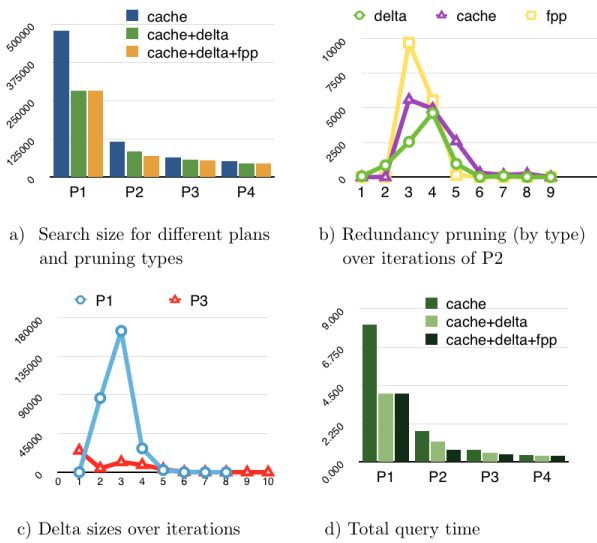 cache
cache+delta
cache+delta+fpp
500000
375000
250000
125000
0
P1 P2 P3 P4
a) Search size for different plans
and pruning types
delta cache fpp
10000
7500
5000
2500
0
1 2 3 4 5 6 7 8 9
b) Redundancy pruning (by type)
over iterations of P2
P1 P3
180000
135000
90000
45000
0
0 1 2 3 4 5 6 7 8 9 10
c) Delta sizes over iterations
cache
cache+delta
cache+delta+fpp
9.000
6.750
4.500
2.250
0.000
P1 P2 P3 P4
d) Total query time